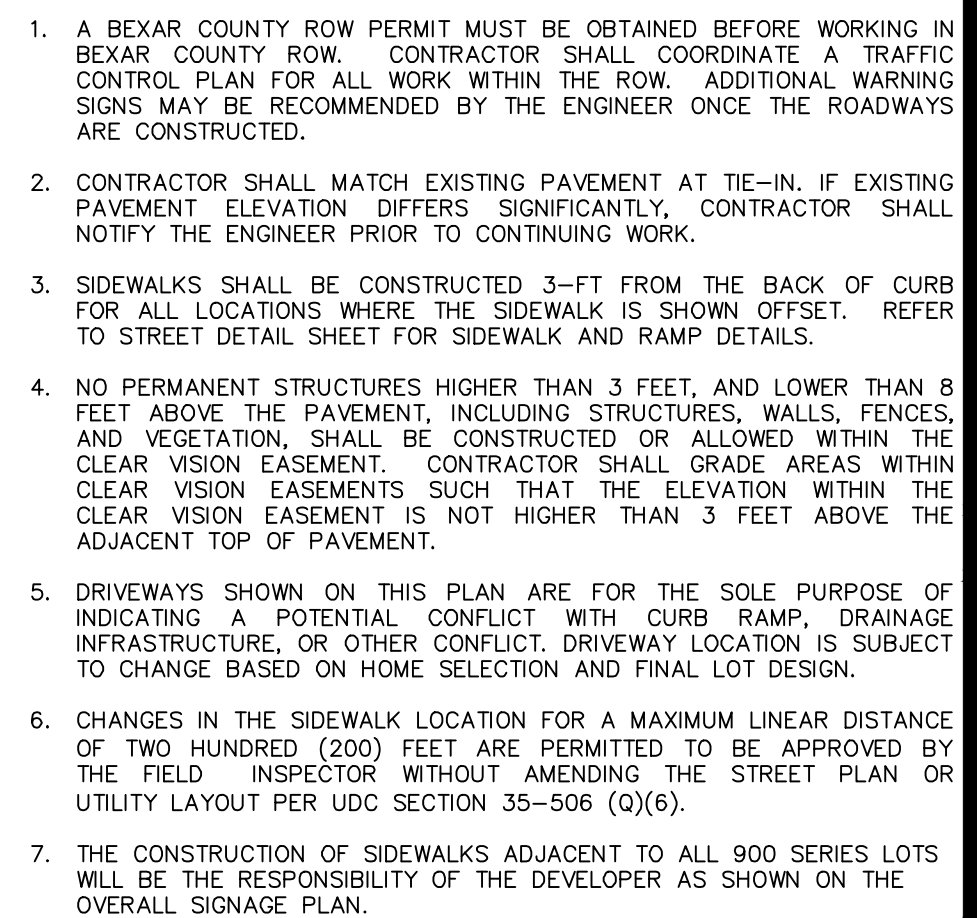 1. A BEXAR COUNTY ROW PERMIT MUST BE OBTAINED BEFORE WORKING IN
BEXAR COUNTY ROW. CONTRACTOR SHALL COORDINATE A TRAFFIC
CONTROL PLAN FOR ALL WORK WITHIN THE ROW. ADDITIONAL WARNING
SIGNS MAY BE RECOMMENDED BY THE ENGINEER ONCE THE ROADWAYS
ARE CONSTRUCTED.
2. CONTRACTOR SHALL MATCH EXISTING PAVEMENT AT TIE–IN. IF EXISTING
PAVEMENT ELEVATION DIFFERS SIGNIFICANTLY, CONTRACTOR SHALL
NOTIFY THE ENGINEER PRIOR TO CONTINUING WORK.
3. SIDEWALKS SHALL BE CONSTRUCTED 3–FT FROM THE BACK OF CURB
FOR ALL LOCATIONS WHERE THE SIDEWALK IS SHOWN OFFSET. REFER
TO STREET DETAIL SHEET FOR SIDEWALK AND RAMP DETAILS.
4. NO PERMANENT STRUCTURES HIGHER THAN 3 FEET, AND LOWER THAN 8
FEET ABOVE THE PAVEMENT, INCLUDING STRUCTURES, WALLS, FENCES,
AND VEGETATION, SHALL BE CONSTRUCTED OR ALLOWED WITHIN THE
CLEAR VISION EASEMENT. CONTRACTOR SHALL GRADE AREAS WITHIN
CLEAR VISION EASEMENTS SUCH THAT THE ELEVATION WITHIN THE
CLEAR VISION EASEMENT IS NOT HIGHER THAN 3 FEET ABOVE THE
ADJACENT TOP OF PAVEMENT.
5. DRIVEWAYS SHOWN ON THIS PLAN ARE FOR THE SOLE PURPOSE OF
INDICATING A POTENTIAL CONFLICT WITH CURB RAMP, DRAINAGE
INFRASTRUCTURE, OR OTHER CONFLICT. DRIVEWAY LOCATION IS SUBJECT
TO CHANGE BASED ON HOME SELECTION AND FINAL LOT DESIGN.
6. CHANGES IN THE SIDEWALK LOCATION FOR A MAXIMUM LINEAR DISTANCE
OF TWO HUNDRED (200) FEET ARE PERMITTED TO BE APPROVED BY
THE FIELD INSPECTOR WITHOUT AMENDING THE STREET PLAN OR
UTILITY LAYOUT PER UDC SECTION 35–506 (Q)(6).
7. THE CONSTRUCTION OF SIDEWALKS ADJACENT TO ALL 900 SERIES LOTS
WILL BE THE RESPONSIBILITY OF THE DEVELOPER AS SHOWN ON THE
OVERALL SIGNAGE PLAN.